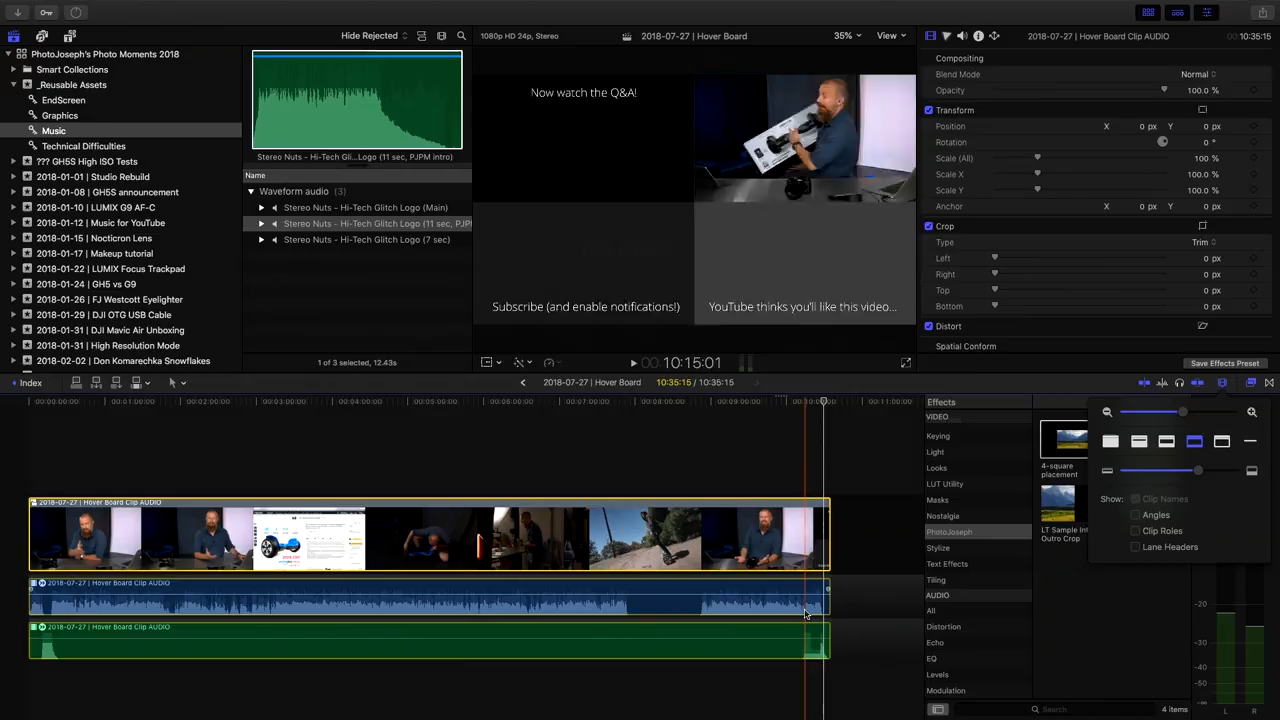 Hide Rejected
1080p HD 24p, Stereo
2018-07-27 | Hover Board
35%
View
2018-07-27 | Hover Board Clip AUDIO
10:35:15
PhotoJoseph's Photo Moments 2018
Smart Collections
_Reusable Assets
EndScreen
Graphics
Music
Technical Difficulties
??? GH5S High ISO Tests
2018-01-01 | Studio Rebuild
2018-01-08 | GH5S announcement
2018-01-10 | LUMIX G9 AF-C
2018-01-12 | Music for YouTube
2018-01-15 | Nocticron Lens
2018-01-17 | Makeup tutorial
2018-01-22 | LUMIX Focus Trackpad
2018-01-24 | GH5 vs G9
2018-01-26 | FJ Westcott Eyelighter
2018-01-29 | DJI OTG USB Cable
2018-01-31 | DJI Mavic Air Unboxing
2018-01-31 | High Resolution Mode
2018-02-02 | Don Komarechka Snowflakes
Stereo Nuts - Hi-Tech Gli...Logo (11 sec, PJPM intro)
Name
Waveform audio (3)
Stereo Nuts - Hi-Tech Glitch Logo (Main)
Stereo Nuts - Hi-Tech Glitch Logo (11 sec, PJPM
Stereo Nuts - Hi-Tech Glitch Logo (7 sec)
1 of 3 selected, 12.43s
Now watch the Q&A!
Subscribe (and enable notifications!)
YouTube thinks you'll like this video...
00:00 10:15:01
Compositing
Blend Mode Normal
Opacity 100.0 %
Transform
Position X 0 px Y 0 px
Rotation 0 °
Scale (All) 100 %
Scale X 100.0 %
Scale Y 100.0 %
Anchor X 0 px Y 0 px
Crop
Type Trim
Left 0 px
Right 0 px
Top 0 px
Bottom 0 px
Distort
Spatial Conform
Save Effects Preset
Index
2018-07-27 | Hover Board
10:35:15 / 10:35:15
00:00:00:00
00:01:00:00
00:02:00:00
00:03:00:00
00:04:00:00
00:05:00:00
00:06:00:00
00:07:00:00
00:08:00:00
00:09:00:00
00:10:00:00
00:11:00:00
2018-07-27 | Hover Board Clip AUDIO
2018-07-27 | Hover Board Clip AUDIO
2018-07-27 | Hover Board Clip AUDIO
Effects
VIDEO
Keying
Light
Looks
LUT Utility
Masks
Nostalgia
PhotoJoseph
Stylize
Text Effects
Tiling
AUDIO
All
Distortion
Echo
EQ
Levels
Modulation
4-square
placement
LT Sample Int
Outro Crop
Show:
Clip Names
Angles
Clip Roles
Lane Headers
-20
-30
-40
-50
-∞
L R
Search
4 items